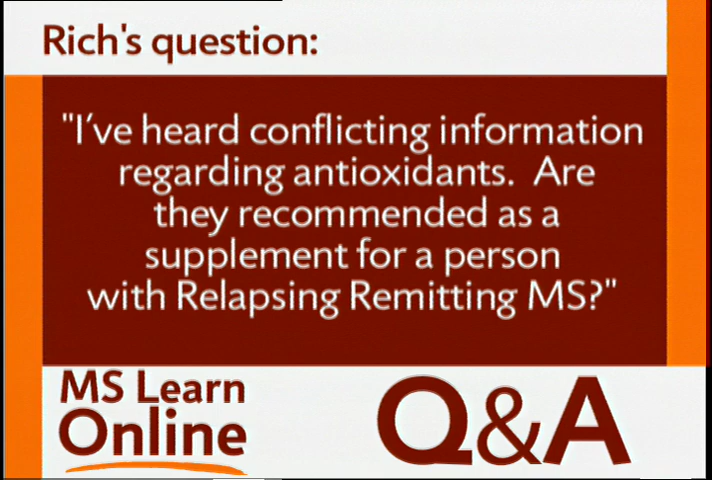 Rich's question:
"I've heard conflicting information
regarding antioxidants.  Are
they recommended as a
supplement for a person
with Relapsing Remitting MS?"
MS Learn
Online
Q&A